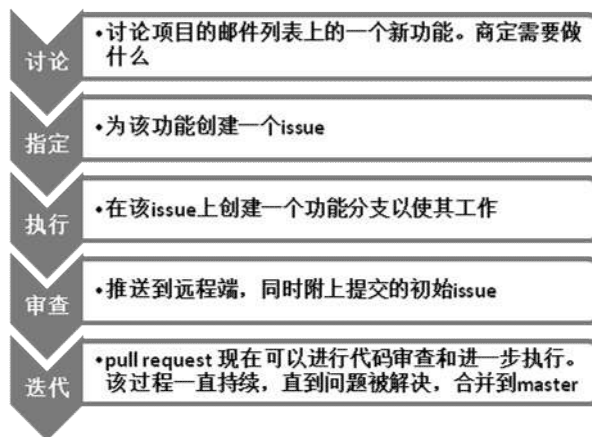 讨论
•讨论项目的邮件列表上的一个新功能。商定需要做
什么
指定
•为该功能创建一个issue
执行
•在该issue上创建一个功能分支以使其工作
审查
•推送到远程端，同时附上提交的初始issue
迭代
•pull request 现在可以进行代码审查和进一步执行。
该过程一直持续，直到问题被解决，合并到master